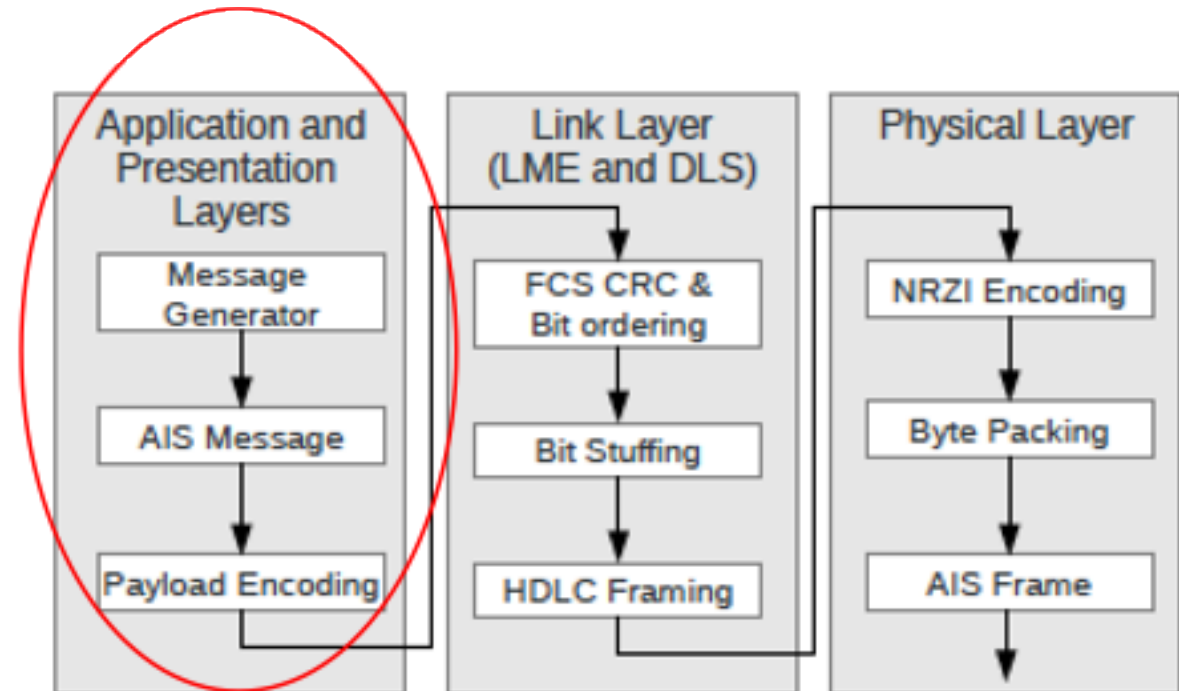 Application and
Presentation
Layers
Message
Generator
AIS Message
Payload Encoding
Link Layer
(LME and DLS)
FCS CRC &
Bit ordering
Bit Stuffing
HDLC Framing
Physical Layer
NRZI Encoding
Byte Packing
AIS Frame